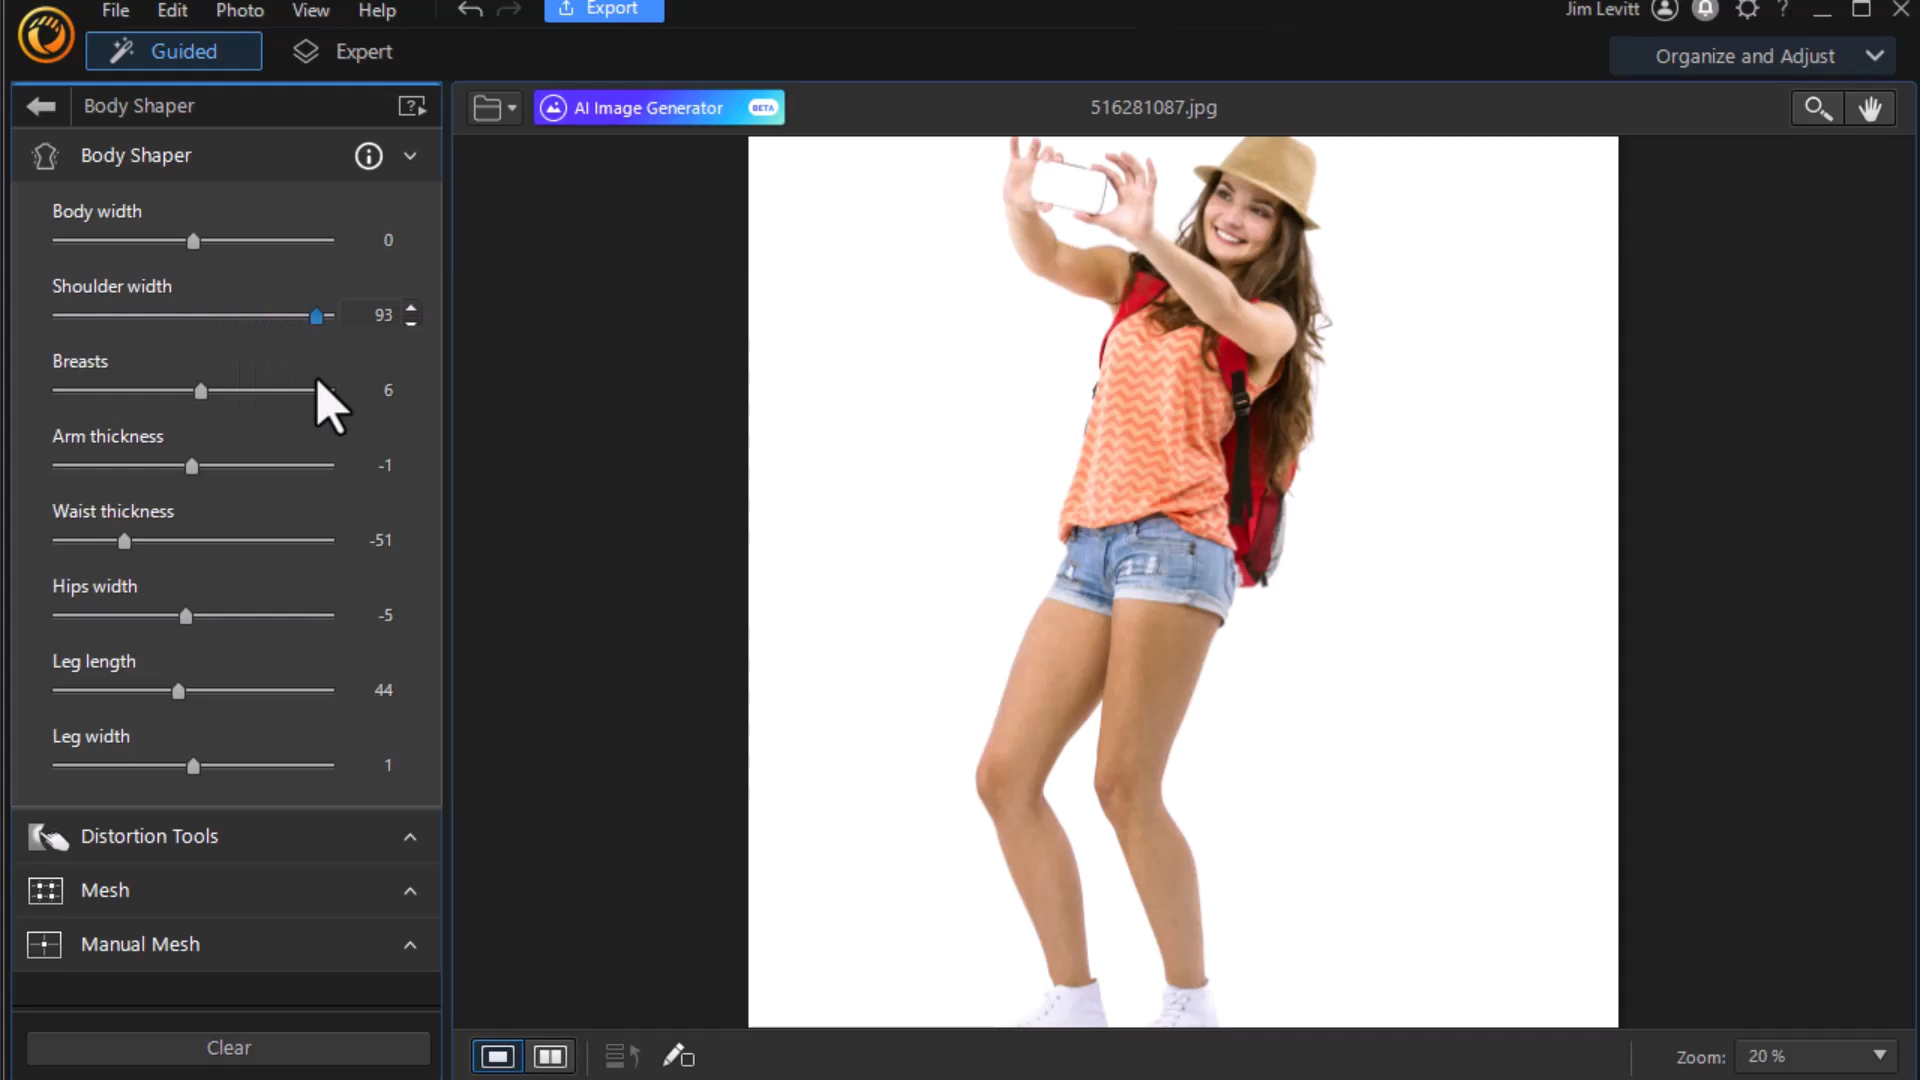 File Edit Photo View Help Export Jim Levitt ?
Guided Expert Organize and Adjust
Body Shaper ?
AI Image Generator BETA 516281087.jpg
Body Shaper
Body width
0
Shoulder width
93
Breasts
6
Arm thickness
-1
Waist thickness
-51
Hips width
-5
Leg length
44
Leg width
1
Distortion Tools
Mesh
Manual Mesh
Clear
Zoom: 20 %